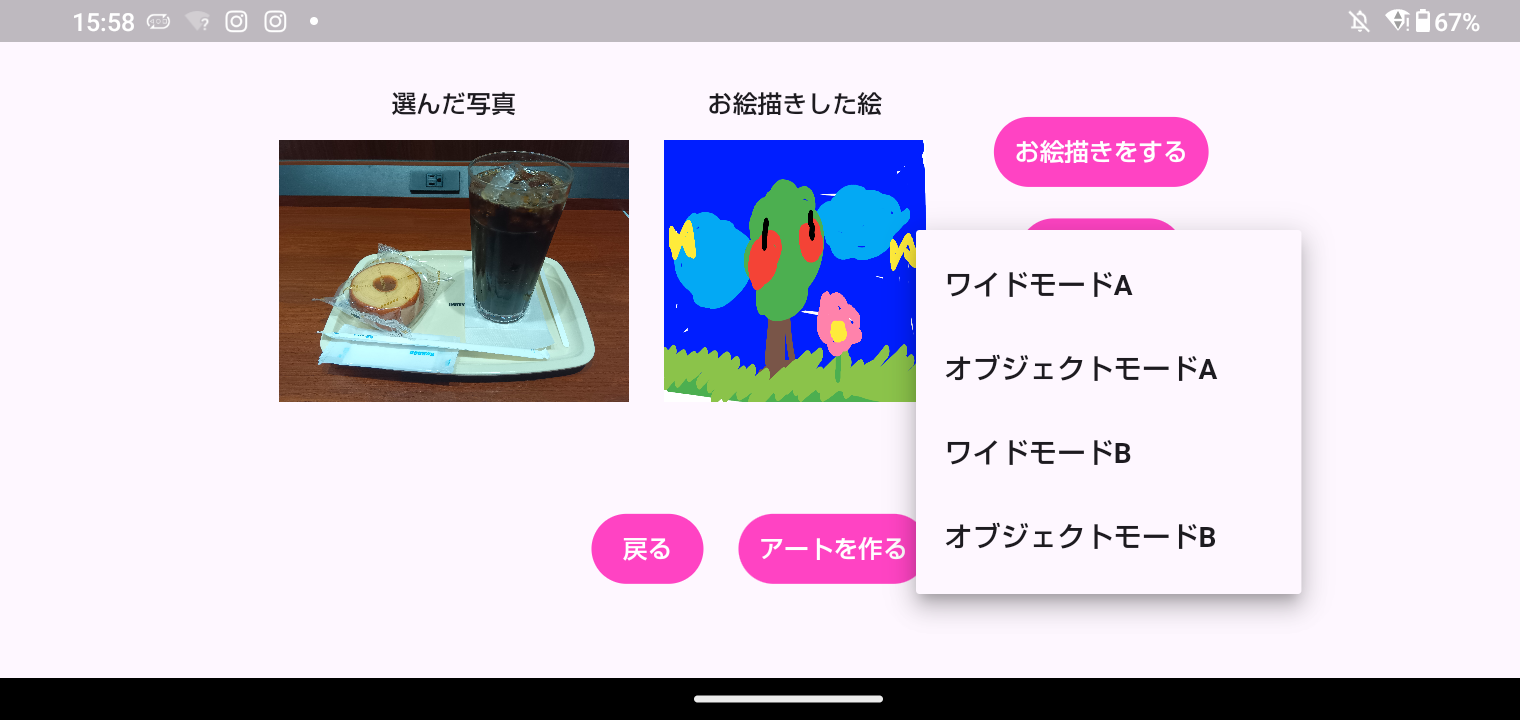 15:58
67%
選んだ写真
お絵描きした絵
お絵描きをする
ワイドモードA
オブジェクトモードA
ワイドモードB
オブジェクトモードB
戻る
アートを作る